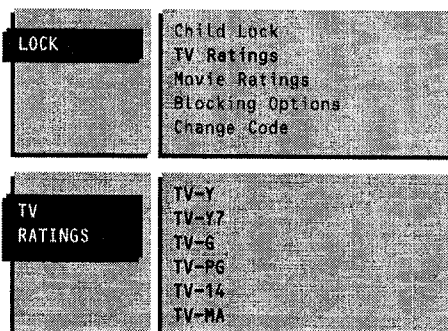 LOCK
Child Lock
TV Ratings
Movie Ratings
Blocking Options
Change Code
TV
RATINGS
TV-Y
TV-Y7
TV-G
TV-PG
TV-14
TV-MA